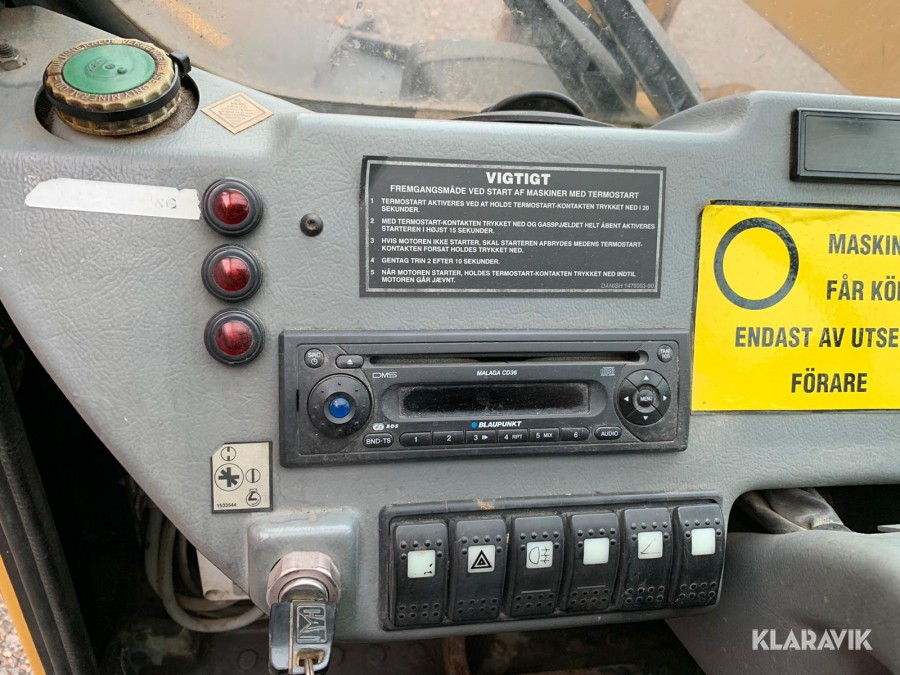 KG
VIGTIGT
FREMGANGSMÅDE VED START AF MASKINER MED TERMOSTART
1 TERMOSTART AKTIVERES VED AT HOLDE TERMOSTART-KONTAKTEN TRYKKET NED I 20
SEKUNDER.
2 MED TERMOSTART-KONTAKTEN TRYKKET NED OG GASSPJÆLDET HELT ÅBENT AKTIVERES
STARTEREN I HØJST 15 SEKUNDER.
3 HVIS MOTOREN IKKE STARTER, SKAL STARTEREN AFBRYDES MEDENS TERMOSTART-
KONTAKTEN FORSAT HOLDES TRYKKET NED.
4 GENTAG TRIN 2 EFTER 10 SEKUNDER.
5 NÅR MOTOREN STARTER, HOLDES TERMOSTART-KONTAKTEN TRYKKET NED INDTIL
MOTOREN GÅR JÆVNT.
MASKIN
FÅR KÖ
ENDAST AV UTSE
FÖRARE
SRC
DMS
MALAGA CD36
MENU
RDS
BLAUPUNKT
BND•TS
1 2 3 4 RPT 5 MIX 6 AUDIO
1532644
KLARAVIK